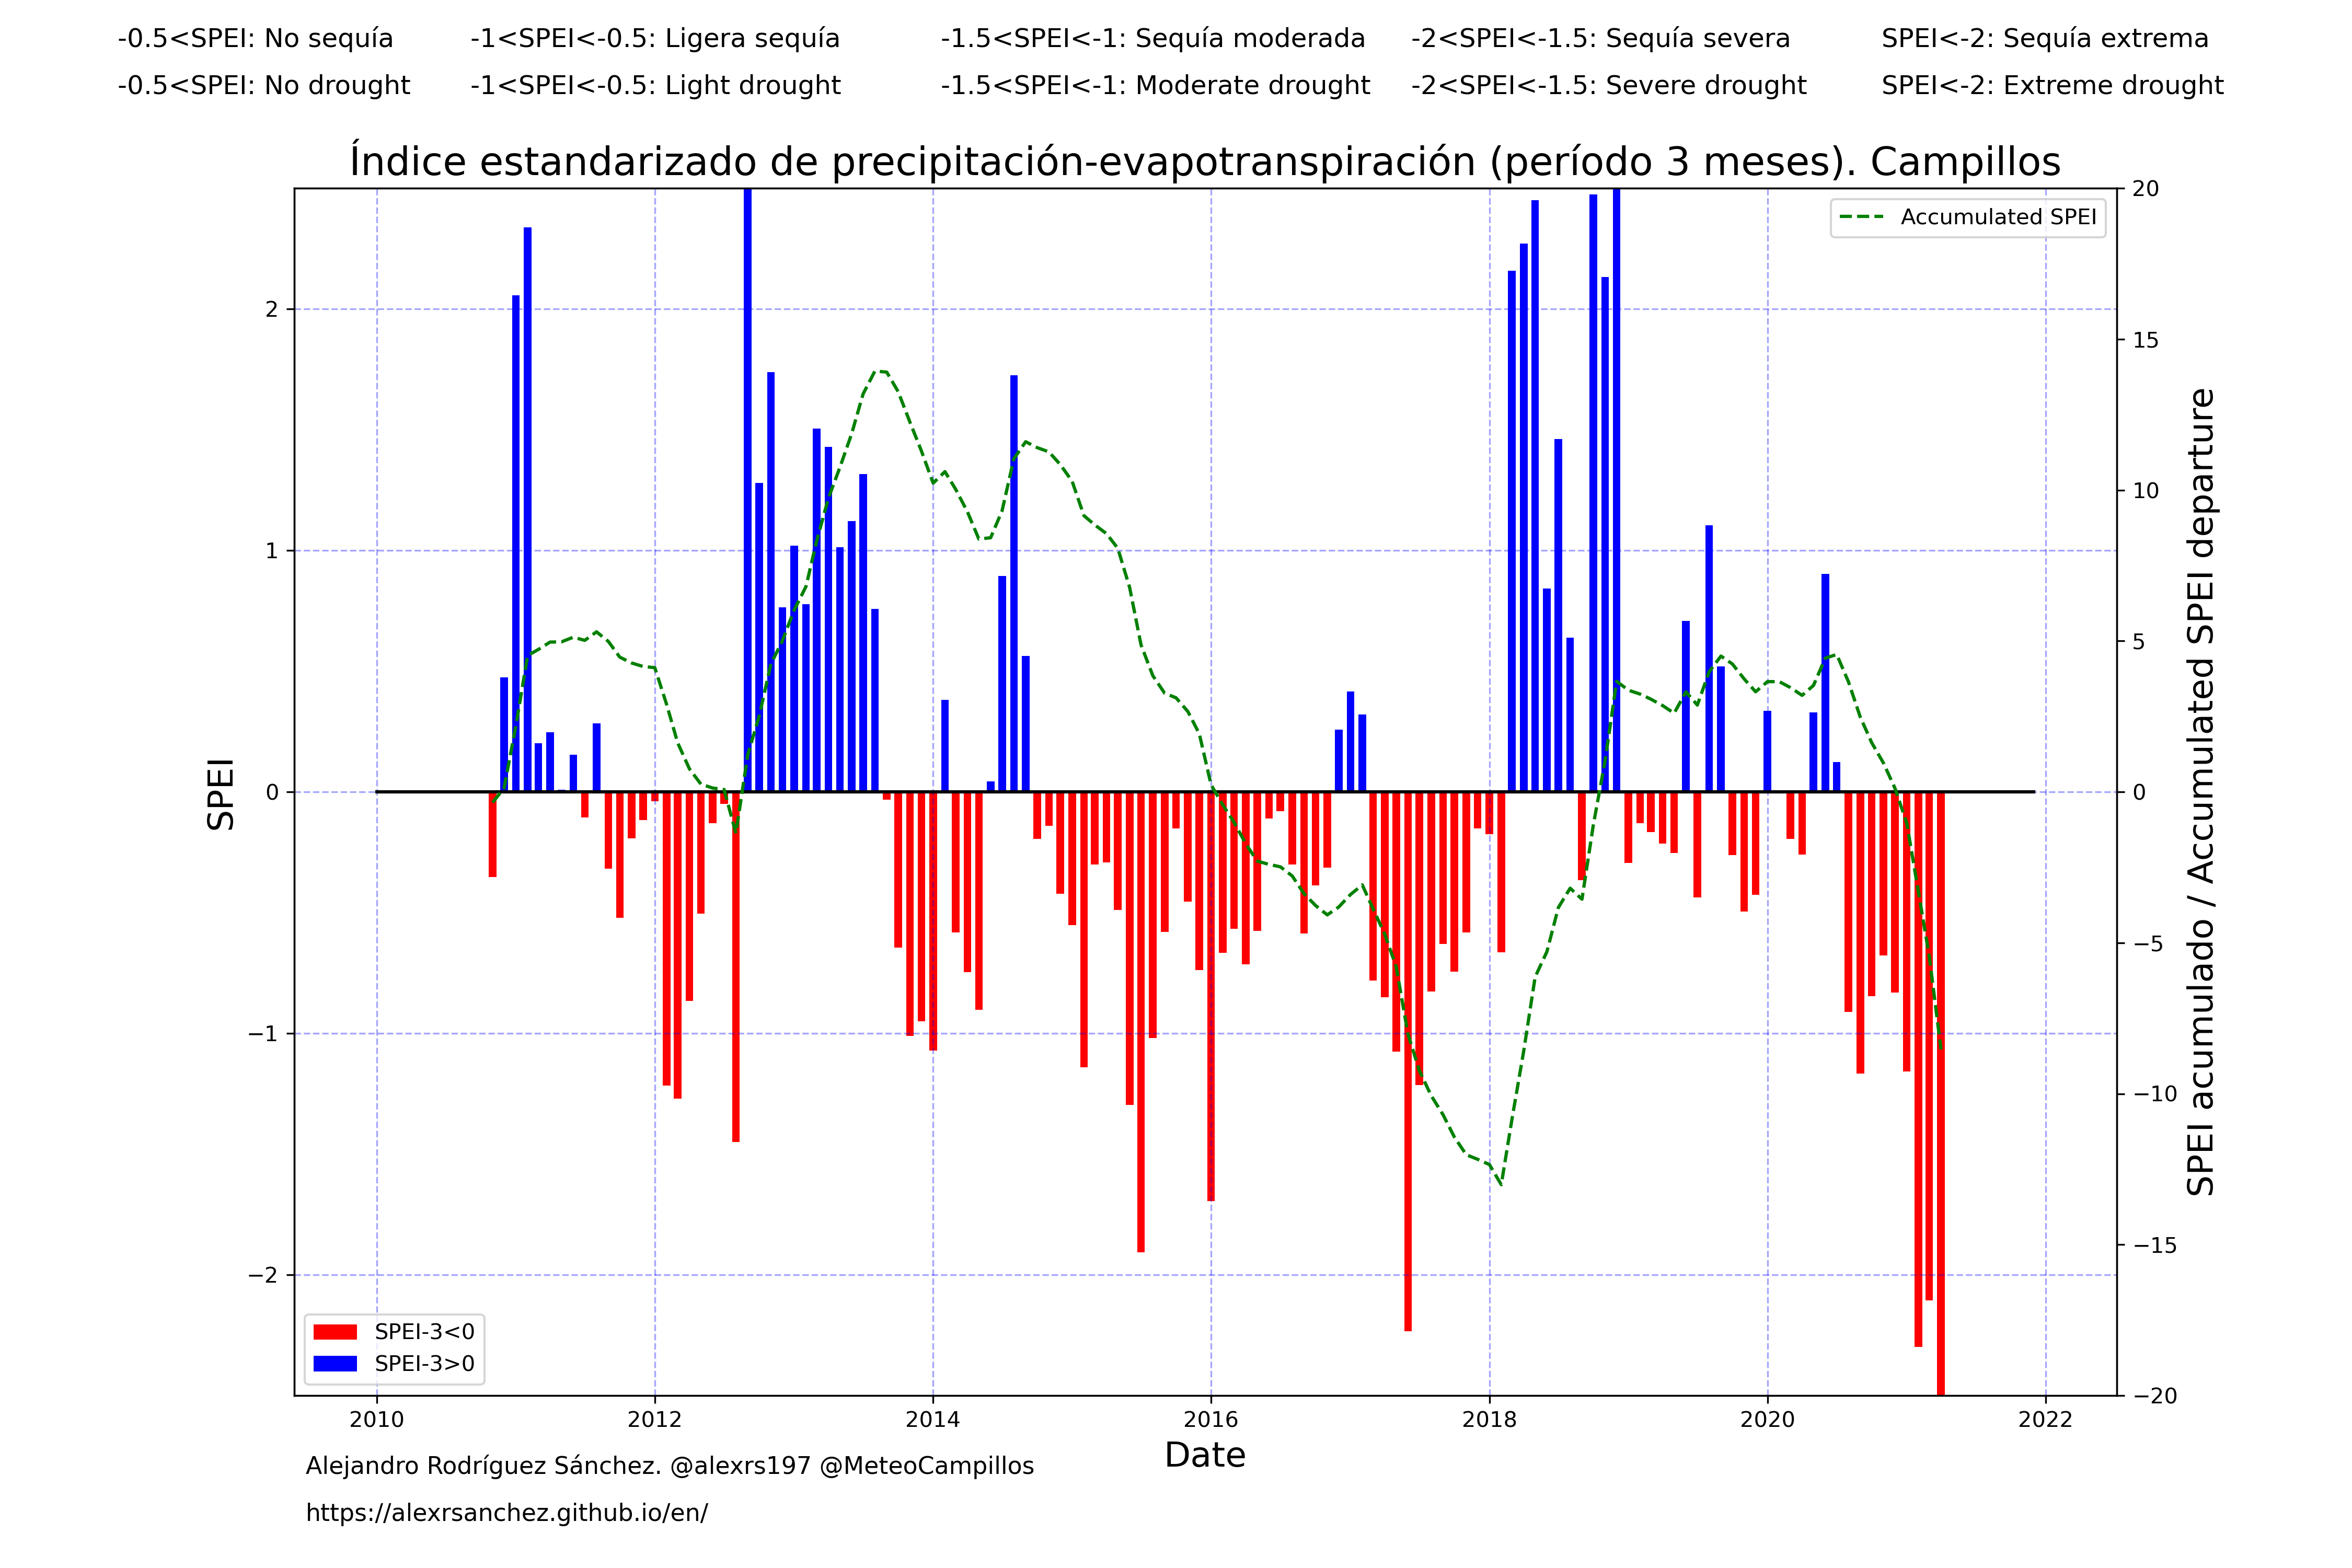 -0.5<SPEI: No sequía -1<SPEI<-0.5: Ligera sequía -1.5<SPEI<-1: Sequía moderada -2<SPEI<-1.5: Sequía severa SPEI<-2: Sequía extrema
-0.5<SPEI: No drought -1<SPEI<-0.5: Light drought -1.5<SPEI<-1: Moderate drought -2<SPEI<-1.5: Severe drought SPEI<-2: Extreme drought
Índice estandarizado de precipitación-evapotranspiración (período 3 meses). Campillos
Accumulated SPEI
SPEI
2
1
0
−1
−2
20
15
10
5
0
−5
−10
−15
−20
SPEI acumulado / Accumulated SPEI departure
SPEI-3<0
SPEI-3>0
2010 2012 2014 2016 2018 2020 2022
Date
Alejandro Rodríguez Sánchez. @alexrs197 @MeteoCampillos
https://alexrsanchez.github.io/en/